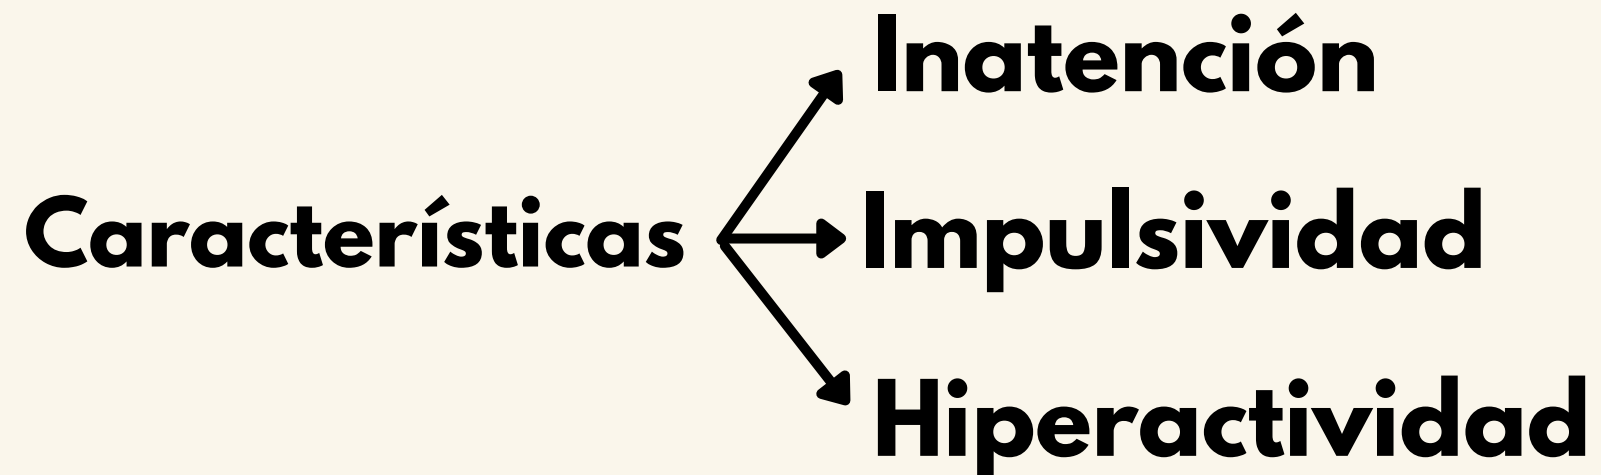 Características
Inatención
Impulsividad
Hiperactividad